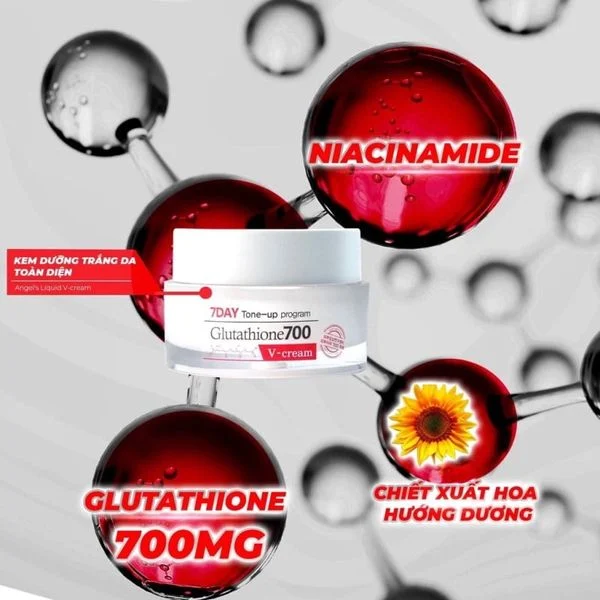 NIACINAMIDE
KEM DƯỠNG TRẮNG DA
TOÀN DIỆN
Angel's Liquid V-cream
7DAY Tone-up program
Glutathione700
V-cream
GLUTATHIONE
700MG
CHIẾT XUẤT HOA
HƯỚNG DƯƠNG